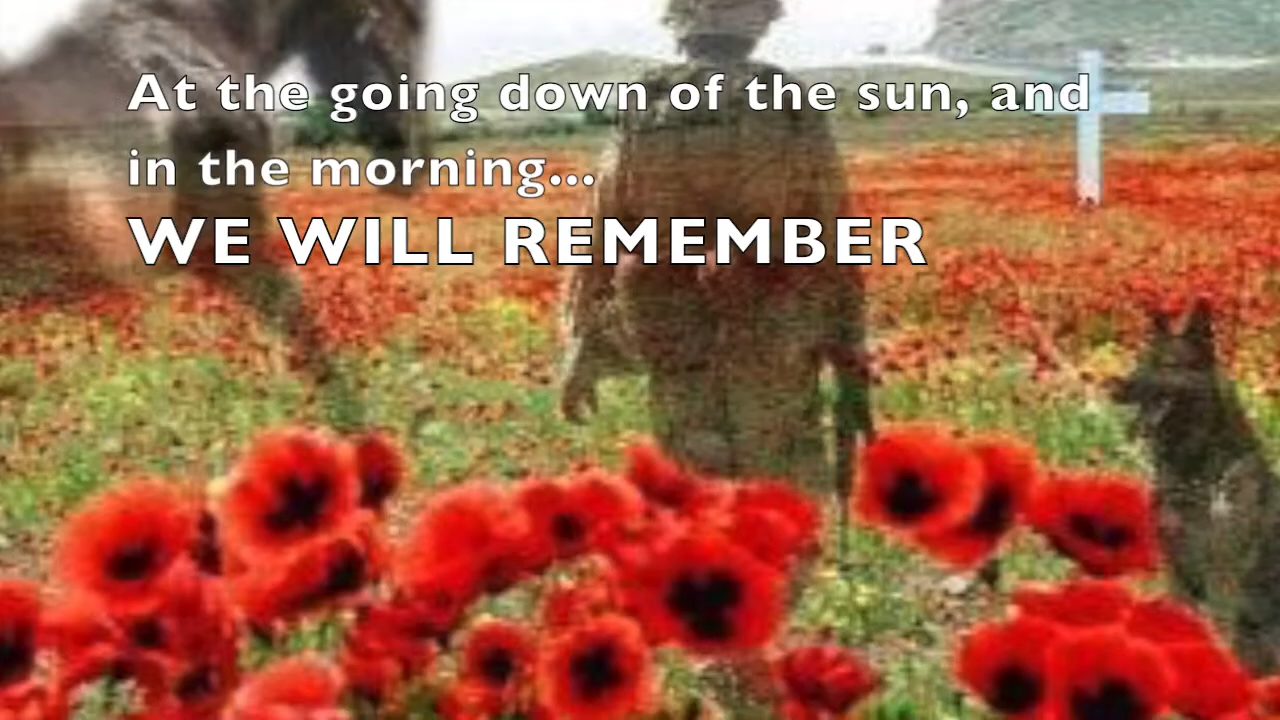 At the going down of the sun, and
in the morning...
WE WILL REMEMBER